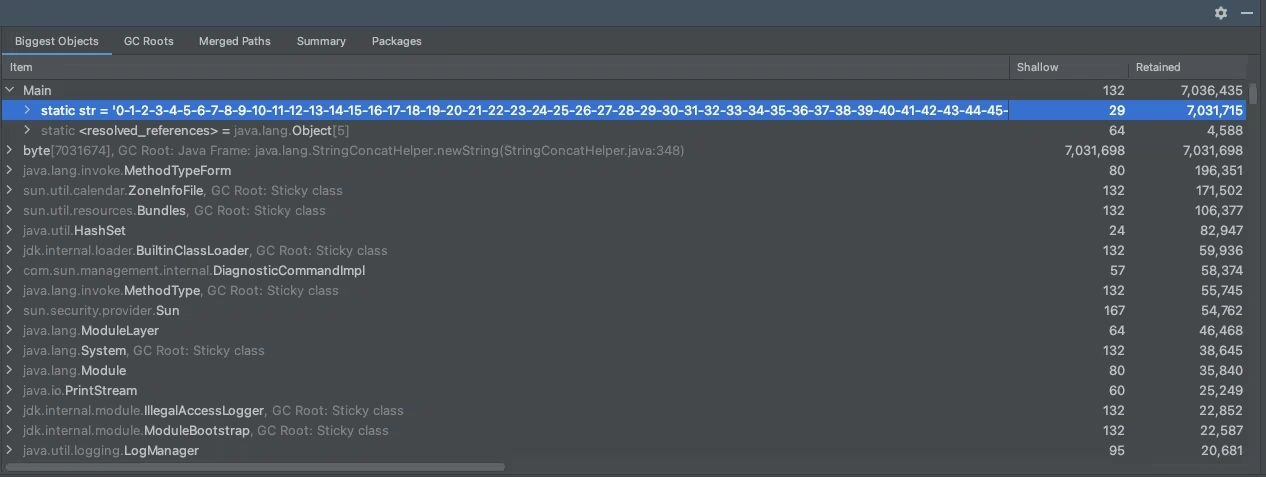 Biggest Objects GC Roots Merged Paths Summary Packages
Item Shallow Retained
Main 132 7,036,435
static str = '0-1-2-3-4-5-6-7-8-9-10-11-12-13-14-15-16-17-18-19-20-21-22-23-24-25-26-27-28-29-30-31-32-33-34-35-36-37-38-39-40-41-42-43-44-45- 29 7,031,715
static <resolved_references> = java.lang.Object[5] 64 4,588
byte[7031674], GC Root: Java Frame: java.lang.StringConcatHelper.newString(StringConcatHelper.java:348) 7,031,698 7,031,698
java.lang.invoke.MethodTypeForm 80 196,351
sun.util.calendar.ZoneInfoFile, GC Root: Sticky class 132 171,502
sun.util.resources.Bundles, GC Root: Sticky class 132 106,377
java.util.HashSet 24 82,947
jdk.internal.loader.BuiltinClassLoader, GC Root: Sticky class 132 59,936
com.sun.management.internal.DiagnosticCommandImpl 57 58,374
java.lang.invoke.MethodType, GC Root: Sticky class 132 55,745
sun.security.provider.Sun 167 54,762
java.lang.ModuleLayer 64 46,468
java.lang.System, GC Root: Sticky class 132 38,645
java.lang.Module 80 35,840
java.io.PrintStream 60 25,249
jdk.internal.module.IllegalAccessLogger, GC Root: Sticky class 132 22,852
jdk.internal.module.ModuleBootstrap, GC Root: Sticky class 132 22,587
java.util.logging.LogManager 95 20,681